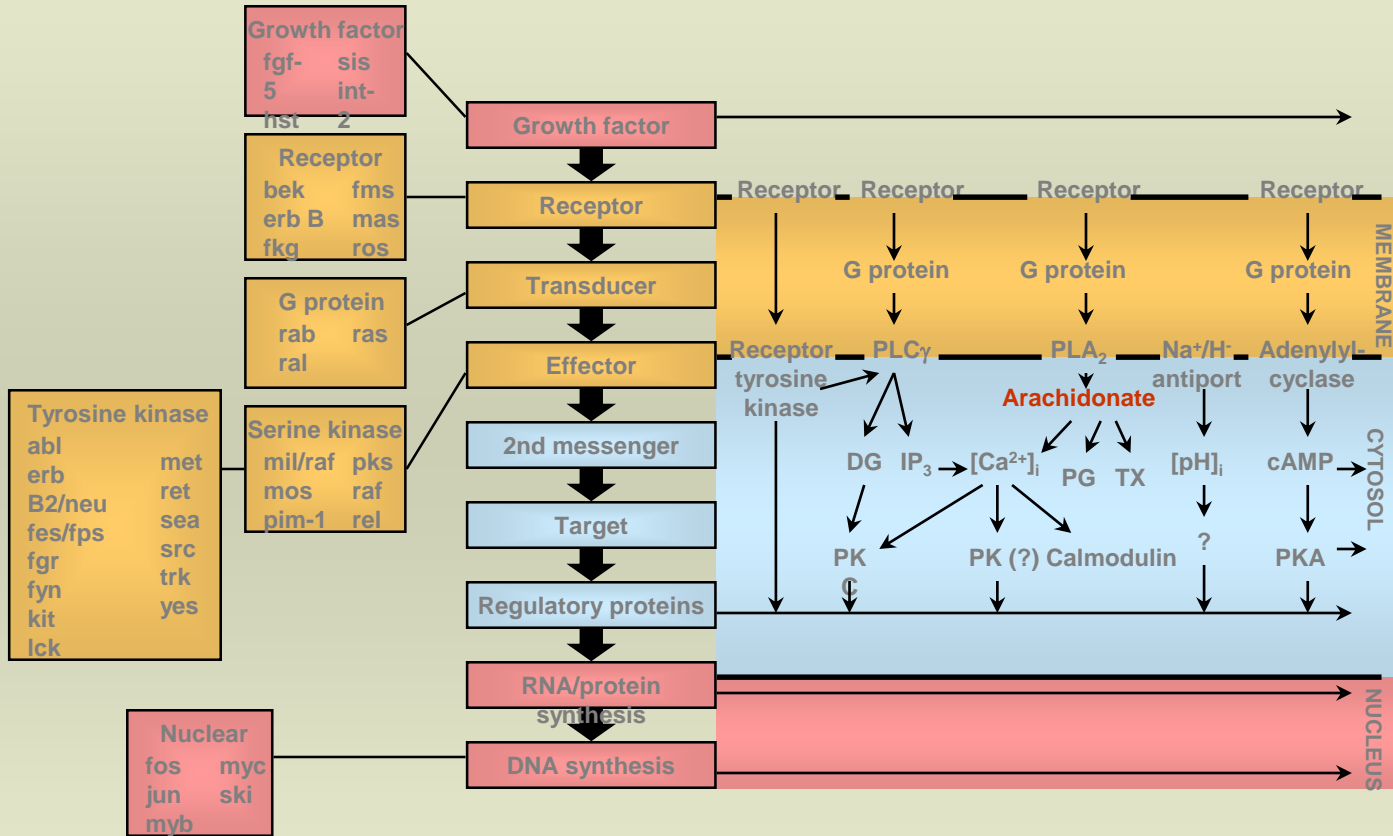 Growth factor
fgf- sis
5 int-
hst 2
Growth factor
Receptor
bek fms
erb B mas
fkg ros
Receptor
Receptor Receptor Receptor Receptor
MEMBRANE
G protein G protein G protein
G protein
rab ras
ral
Transducer
Effector
Receptor
tyrosine
kinase
PLCγ
PLA₂
Na⁺/H⁻
antiport
Adenylyl-
cyclase
Arachidonate
Tyrosine kinase
abl
erb
B2/neu
fes/fps
fgr
fyn
kit
lck
met
ret
sea
src
trk
yes
Serine kinase
mil/raf pks
mos raf
pim-1 rel
2nd messenger
DG IP₃ [Ca²⁺]ᵢ PG TX [pH]ᵢ cAMP
CYTOSOL
Target
PK
C
PK (?) Calmodulin ? PKA
Regulatory proteins
RNA/protein
synthesis
NUCLEUS
Nuclear
fos myc
jun ski
myb
DNA synthesis